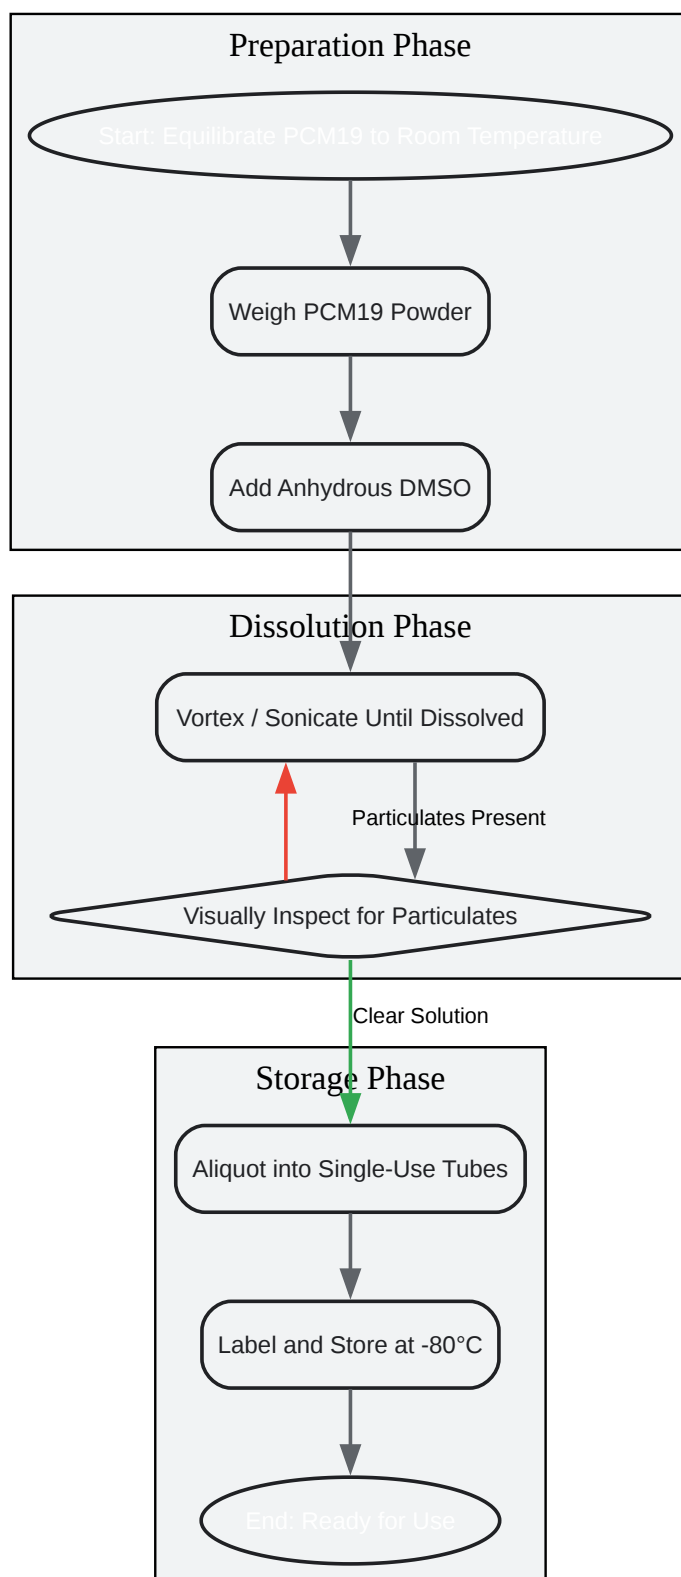 Preparation Phase
Start: Equilibrate PCM19 to Room Temperature
Weigh PCM19 Powder
Add Anhydrous DMSO
Dissolution Phase
Vortex / Sonicate Until Dissolved
Particulates Present
Visually Inspect for Particulates
Clear Solution
Storage Phase
Aliquot into Single-Use Tubes
Label and Store at -80°C
End: Ready for Use